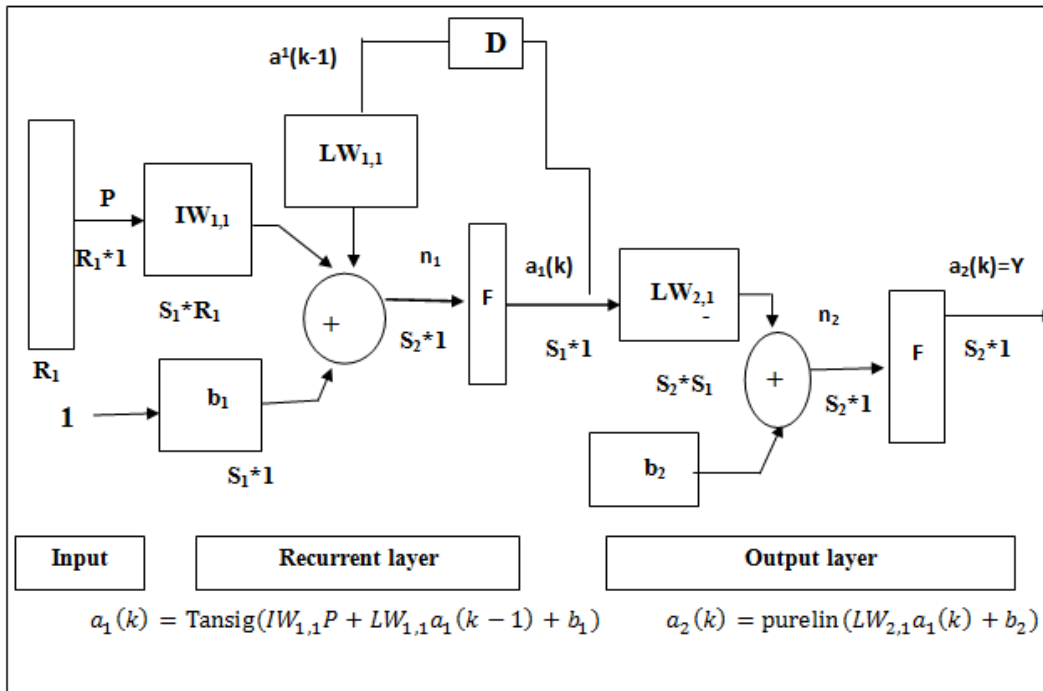 D
a¹(k-1)
LW₁,₁
P
IW₁,₁
R₁*1
n₁
a₁(k)
a₂(k)=Y
F
LW₂,₁
-
+
S₁*R₁
S₂*1
S₁*1
n₂
F
S₂*1
R₁
S₂*S₁
+
S₂*1
1
b₁
S₁*1
b₂
Input
Recurrent layer
Output layer
a₁(k) = Tansig(IW₁,₁P + LW₁,₁a₁(k − 1) + b₁)
a₂(k) = purelin(LW₂,₁a₁(k) + b₂)